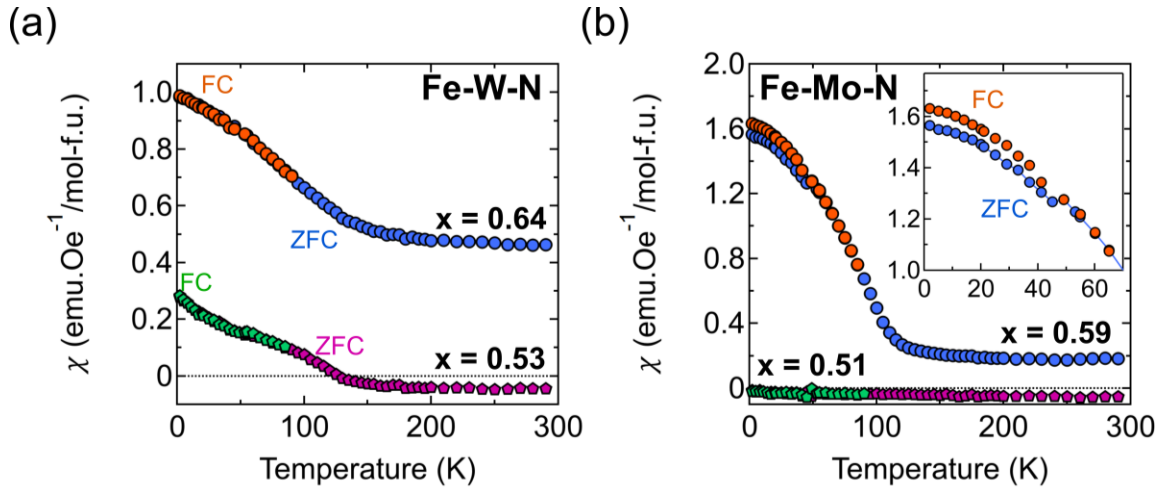 (a)
Fe-W-N
FC
ZFC
x = 0.64
FC
ZFC
x = 0.53
χ (emu.Oe⁻¹/mol-f.u.)
1.0
0.8
0.6
0.4
0.2
0
0 100 200 300
Temperature (K)
(b)
Fe-Mo-N
x = 0.59
x = 0.51
χ (emu.Oe⁻¹/mol-f.u.)
2.0
1.6
1.2
0.8
0.4
0
0 100 200 300
Temperature (K)
FC
ZFC
1.6
1.4
1.2
1.0
0 20 40 60